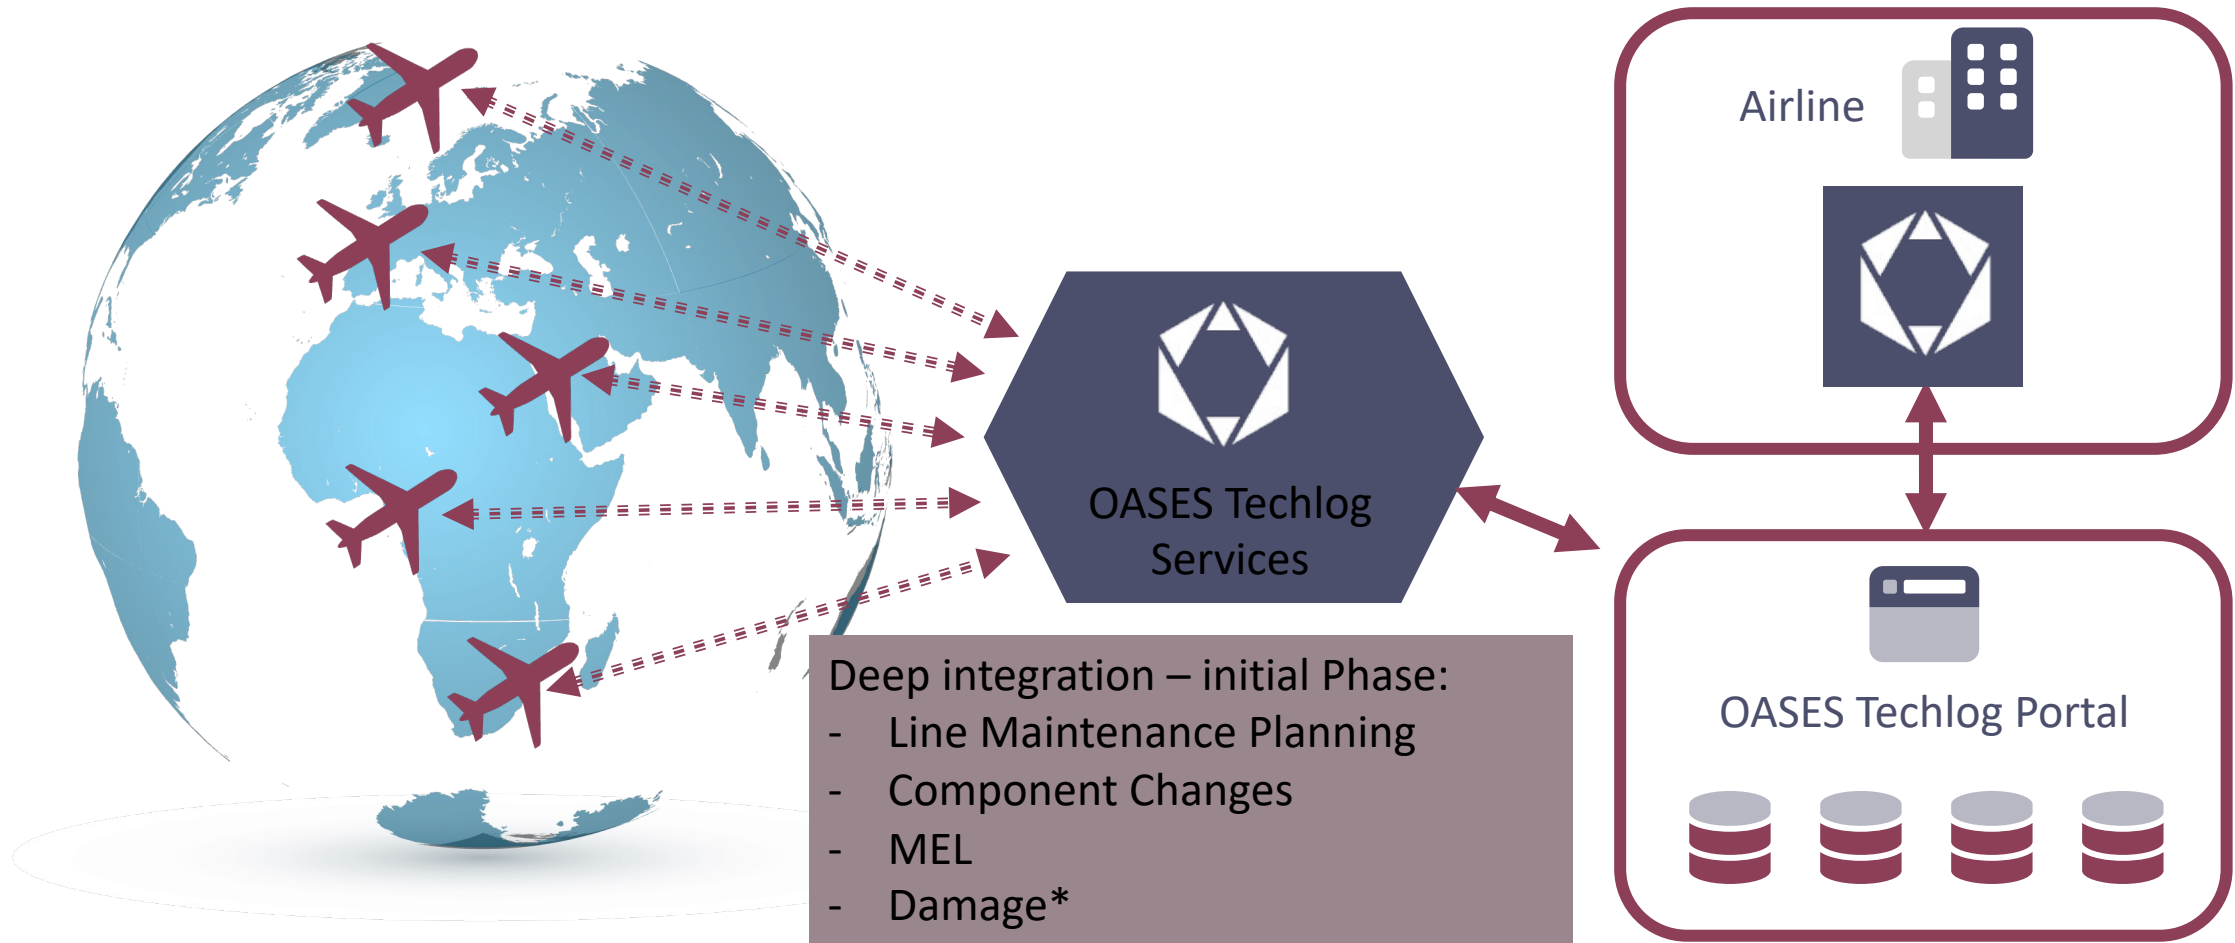 Airline
OASES Techlog
Services
Deep integration – initial Phase:
- Line Maintenance Planning
- Component Changes
- MEL
- Damage*
OASES Techlog Portal